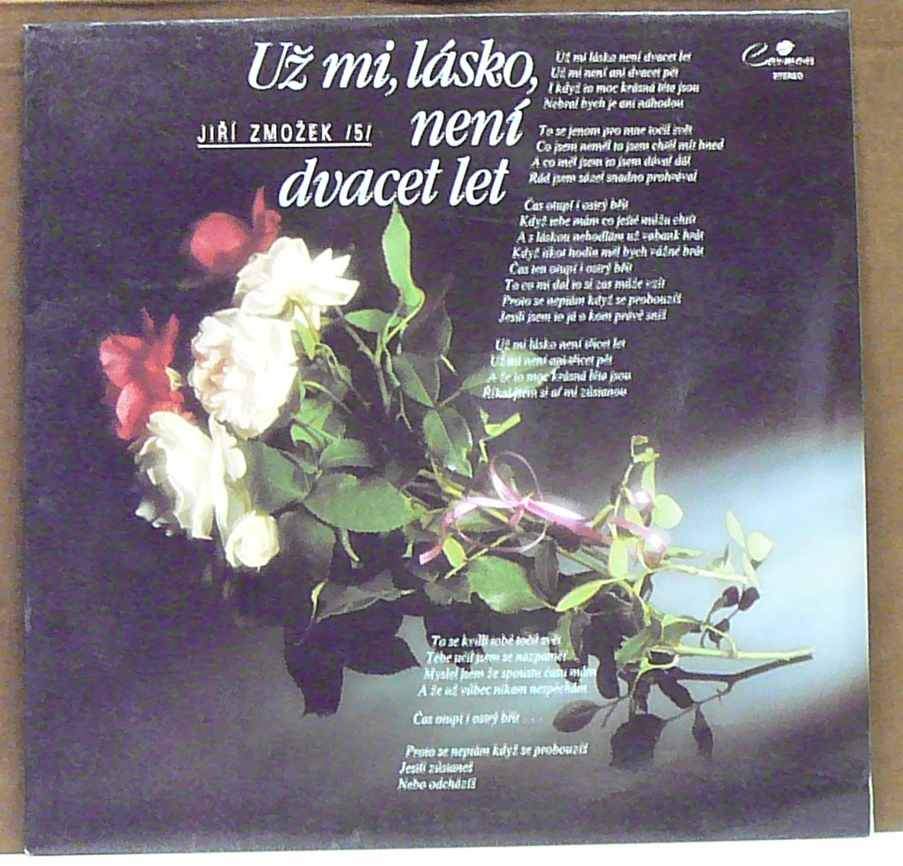 Už mi, lásko,
není
dvacet let
JIŘÍ ZMOŽEK /5/
STEREO
Už mi lásko není dvacet let
Už mi není ani dvacet pět
I když to moc krásná léta jsou
Nebral bych je ani náhodou
To se jenom pro mne točil svět
Co jsem neměl to jsem chtěl mít hned
A co měl jsem to jsem dával dál
Rád jsem sázel snadno prohrával
Čas otupí i ostrý břit
Když tebe mám co ještě můžu chtít
A s láskou nehodlám už vabank hrát
Když tikot hodin měl bych vážně brát
Čas ten otupí i ostrý břit
To co mi dal to si zas může vzít
Proto se neptám když se probouzíš
Jestli jsem to já o kom právě sníš
Už mi lásko není třicet let
Už mi není ani třicet pět
A že to moc krásná léta jsou
Říkal jsem si ať mi zůstanou
To se kvůli tobě točil svět
Tebe učil jsem se nazpaměť
Myslel jsem že spoustu času mám
A že už vůbec nikam nespěchám
Čas otupí i ostrý břit . . .
Proto se neptám když se probouzíš
Jestli zůstaneš
Nebo odcházíš